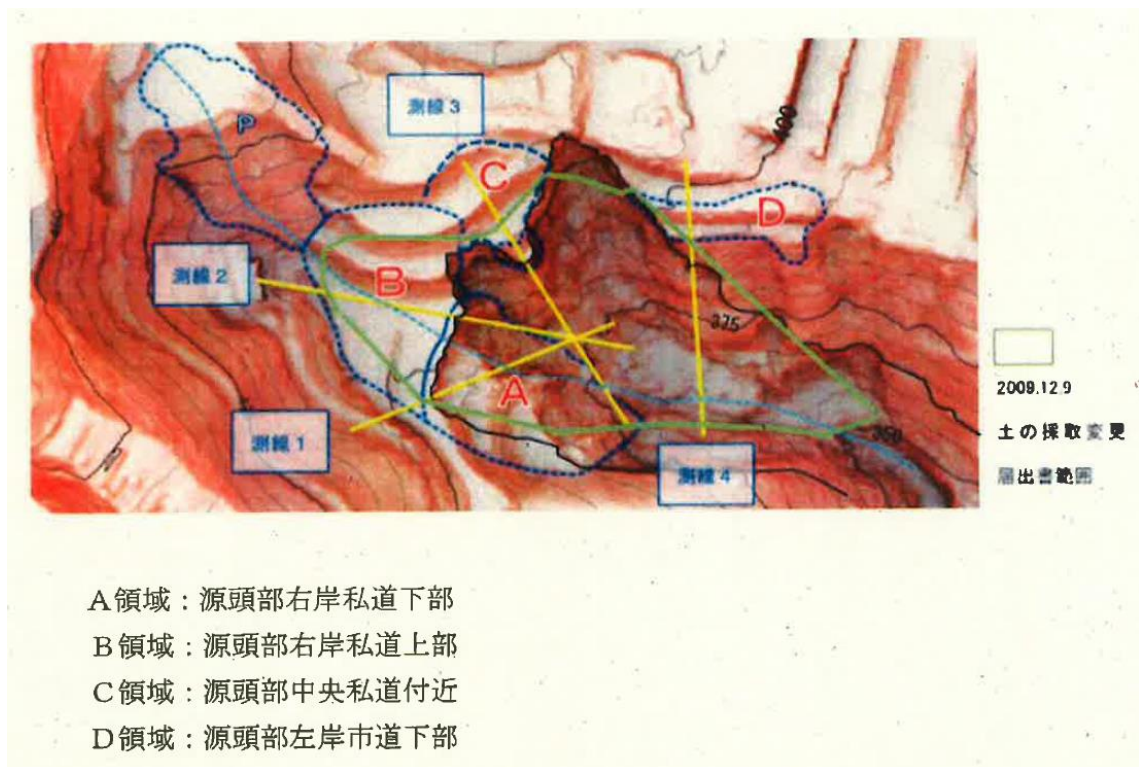 測線3
P
400
C
D
測線2
B
375
A
2009.12.9
土の採取変更
届出書範囲
測線1
350
測線4
A領域：源頭部右岸私道下部
B領域：源頭部右岸私道上部
C領域：源頭部中央私道付近
D領域：源頭部左岸市道下部